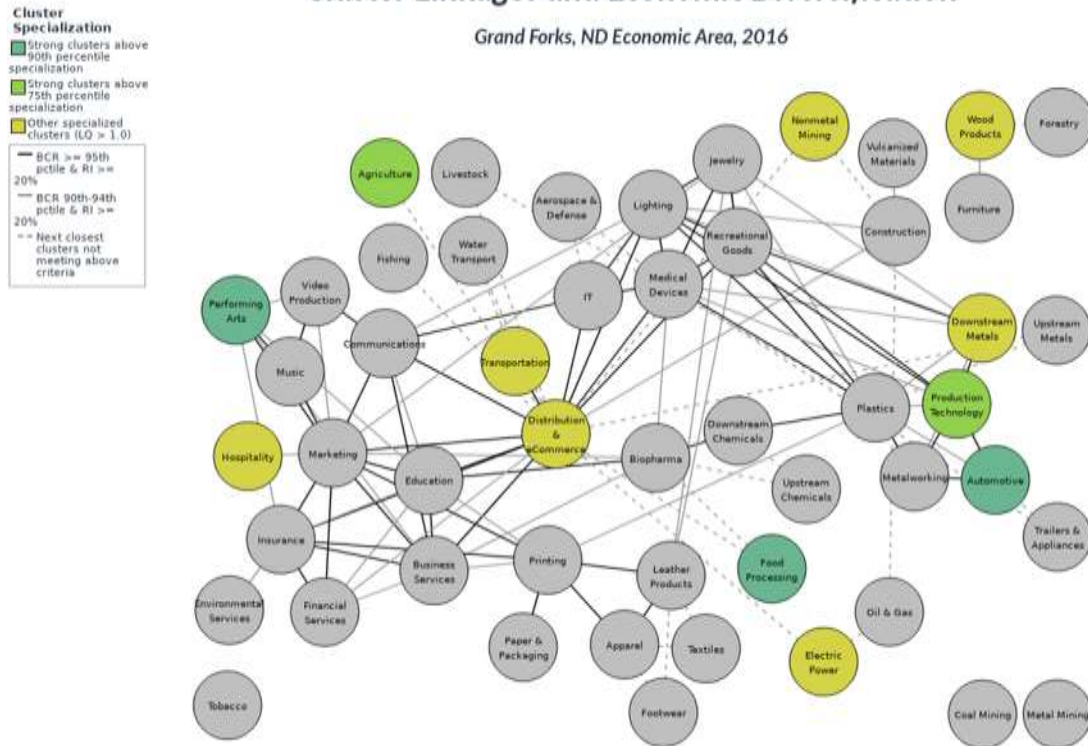 Cluster
Specialization
Strong clusters above
90th percentile
specialization
Strong clusters above
75th percentile
specialization
Other specialized
clusters (LQ > 1.0)
BCR >= 95th
pctile & RI >=
20%
BCR 90th-94th
pctile & RI >=
20%
Next closest
clusters not
meeting above
criteria
Grand Forks, ND Economic Area, 2016
Nonmetal
Mining
Wood
Products
Forestry
Vulcanized
Materials
Jewelry
Agriculture
Livestock
Aerospace &
Defense
Lighting
Furniture
Construction
Recreational
Goods
Fishing
Water
Transport
Medical
Devices
IT
Video
Production
Performing
Arts
Communications
Downstream
Metals
Upstream
Metals
Transportation
Music
Production
Technology
Plastics
Distribution
&
eCommerce
Downstream
Chemicals
Hospitality
Marketing
Biopharma
Education
Upstream
Chemicals
Metalworking
Automotive
Insurance
Trailers &
Appliances
Business
Services
Printing
Leather
Products
Food
Processing
Environmental
Services
Financial
Services
Oil & Gas
Paper &
Packaging
Apparel
Textiles
Electric
Power
Tobacco
Footwear
Coal Mining
Metal Mining